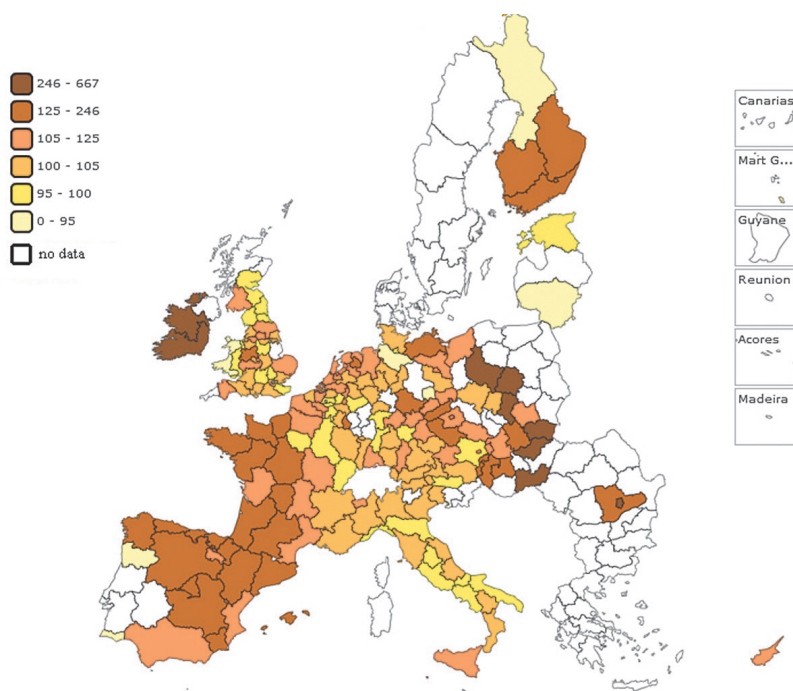 246 - 667
125 - 246
105 - 125
100 - 105
95 - 100
0 - 95
no data
Canarias
Mart G...
Guyane
Reunion
Acores
Madeira